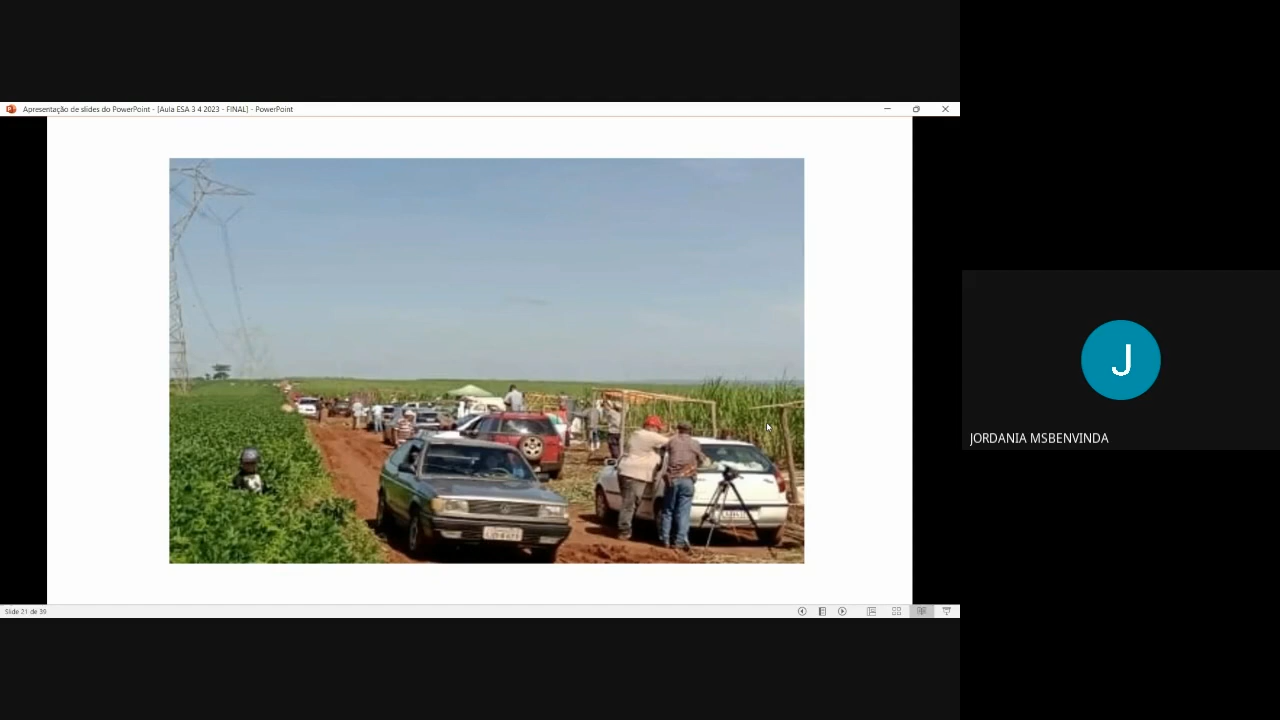 Apresentação de slides do PowerPoint - [Aula ESA 3 4 2023 - FINAL] - PowerPoint
J
JORDANIA MSBENVINDA
Slide 21 de 39